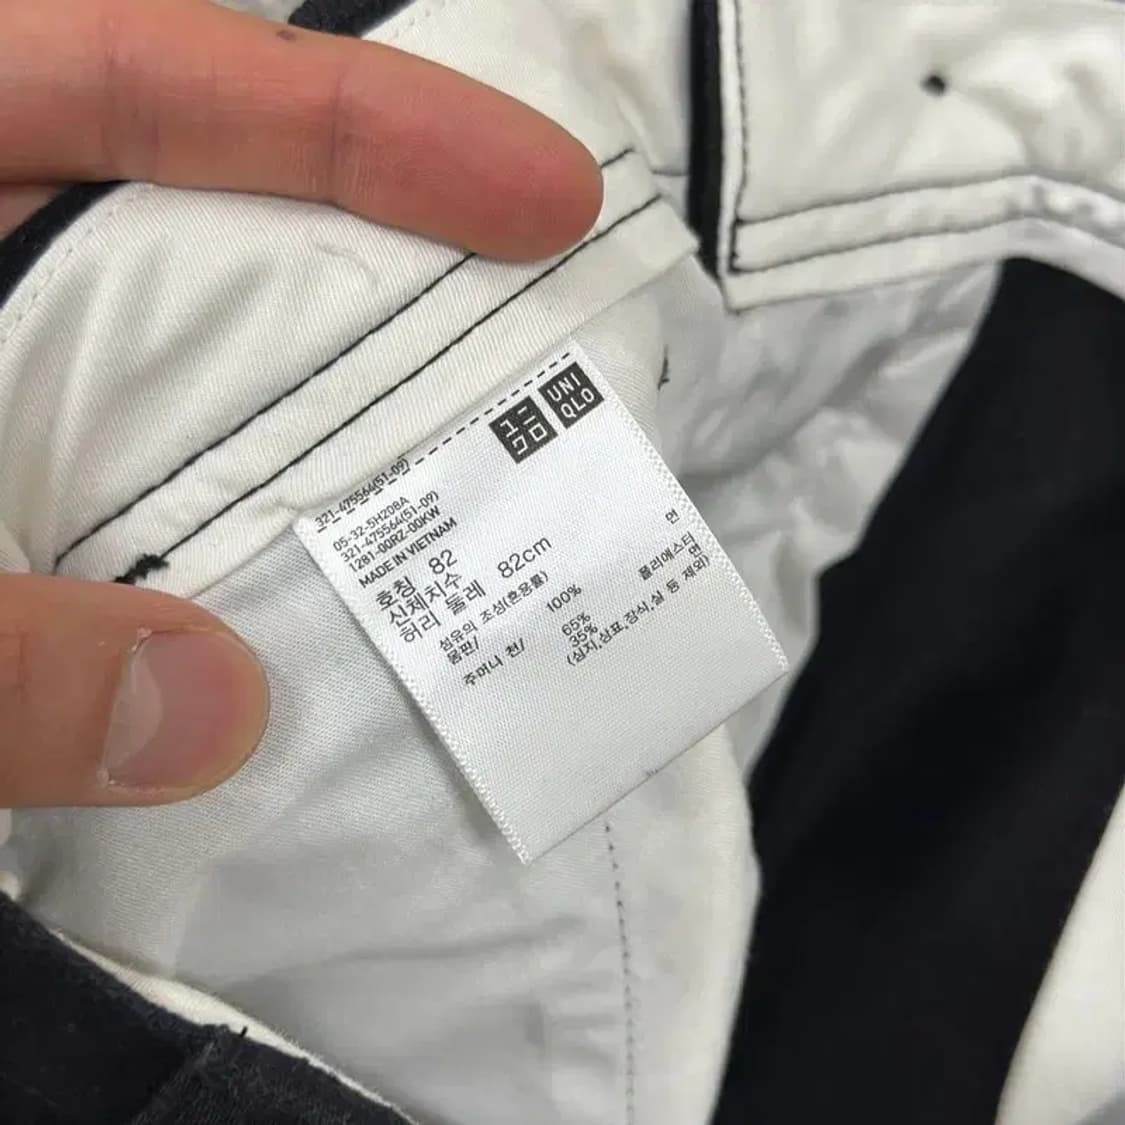 ユニクロ
UNIQLO
321-475564(51-09)
05-32-5H208A
321-475564(51-09)
1281-00RZ-00KW
MADE IN VIETNAM
호칭 82
신체치수
허리 둘레 82cm
섬유의 조성(혼용률)
몸판/ 100% 면
주머니 천/ 65% 폴리에스터
35% 면
(심지,상표,장식,실 등 제외)